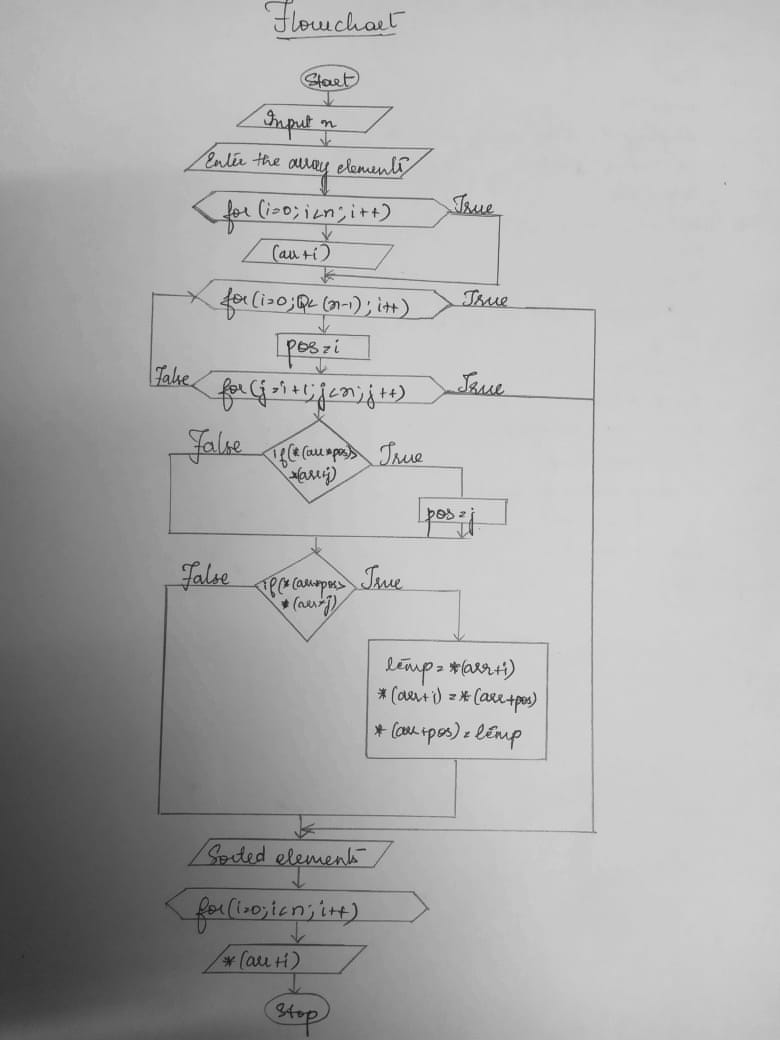 Flowchart
Start
Input n
Enter the array elements
for (i=0; i<n; i++)
True
(arr+i)
for (i=0; i< (n-1); i++)
True
pos=i
False
for (j=i+1; j<n; j++)
True
False
if(*(arr+pos)>
True
*(arr+j)
pos=j
False
if(*(arr+pos>
True
*(arr+j)
temp = *(arr+i)
*(arr+i) = *(arr+pos)
*(arr+pos) = temp
Sorted elements
for(i=0; i<n; i++)
*(arr+i)
Stop